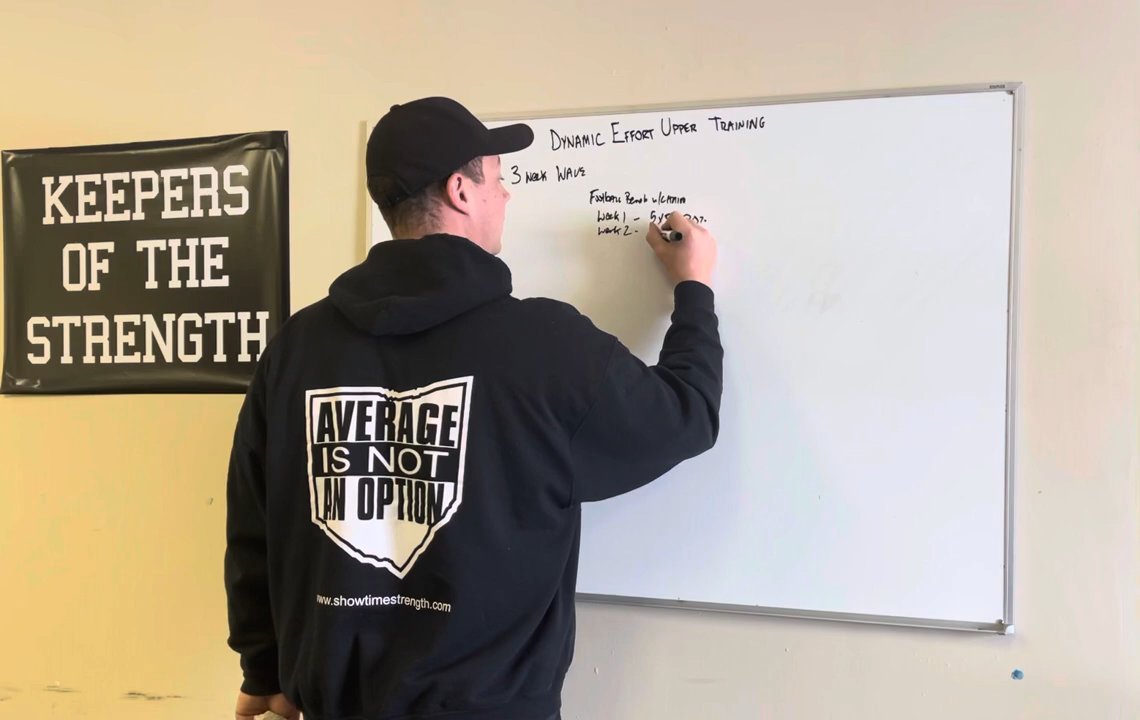 KEEPERS
OF THE
STRENGTH
DYNAMIC EFFORT UPPER TRAINING
3 WEEK WAVE
Football Bench w/chain
Week 1 -
Week 2 -
AVERAGE
IS NOT
AN OPTION
www.showtimestrength.com